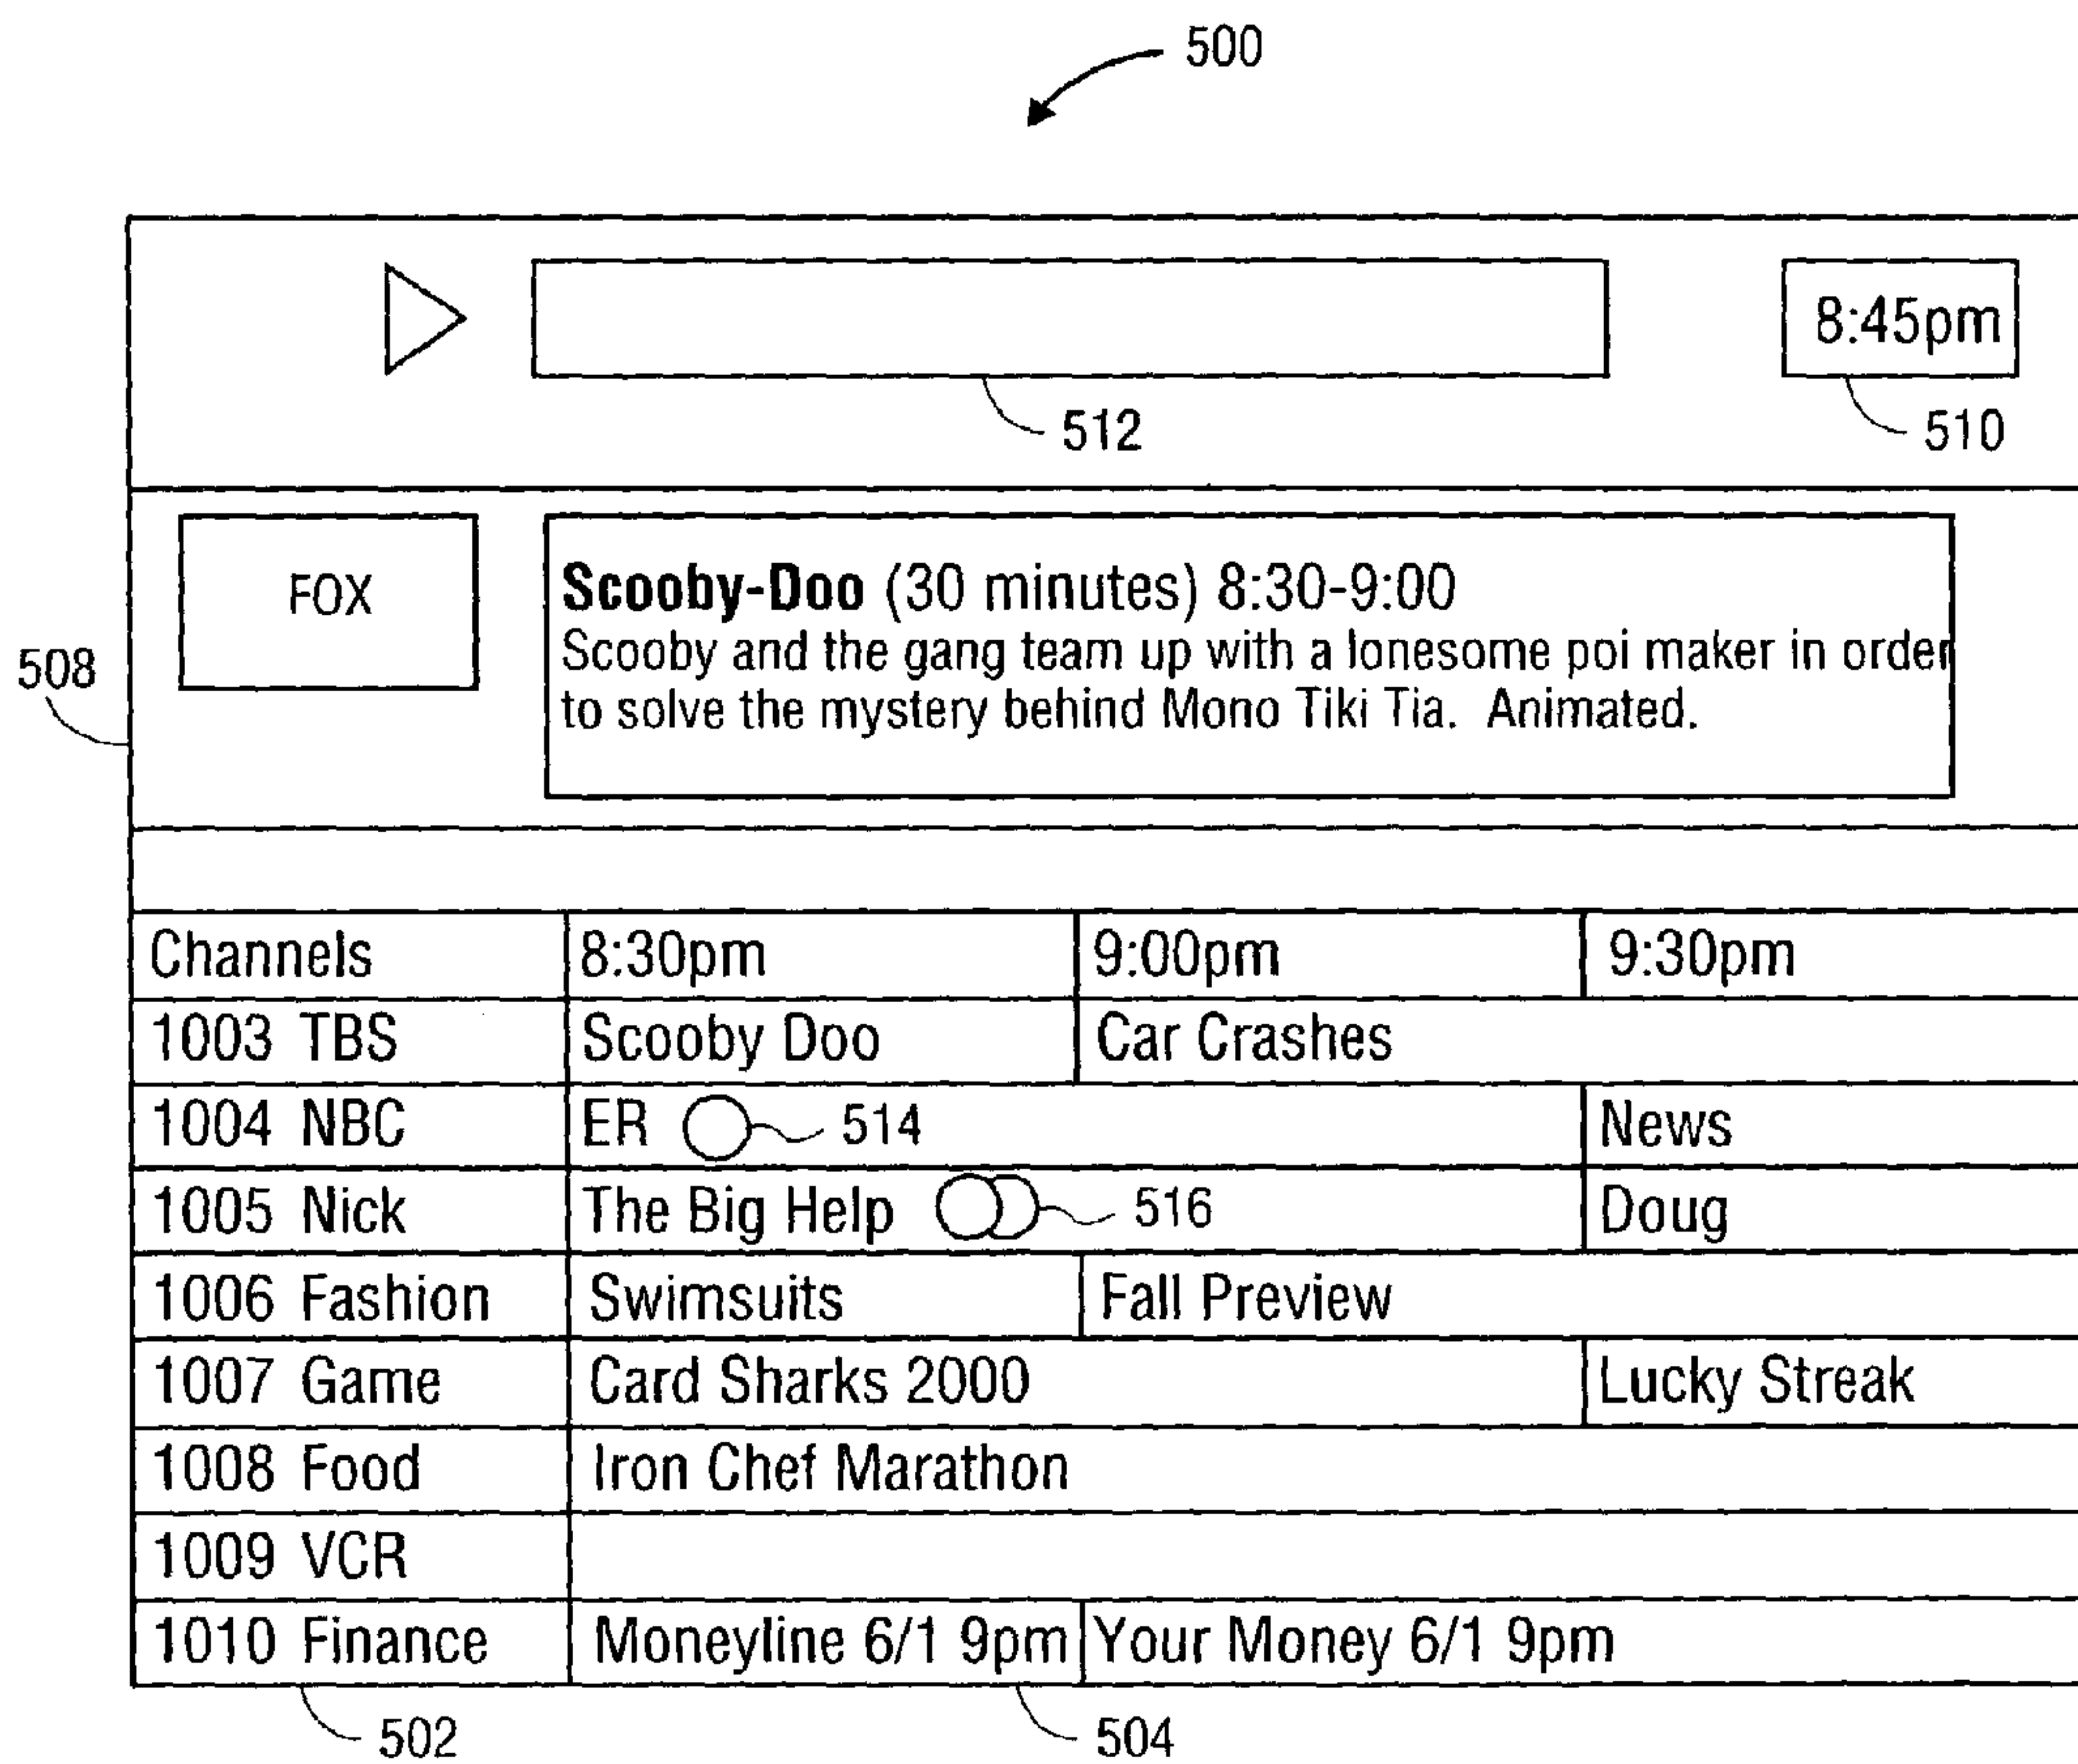 500
8:45pm
512
510
FOX
Scooby-Doo (30 minutes) 8:30-9:00
Scooby and the gang team up with a lonesome poi maker in order
to solve the mystery behind Mono Tiki Tia. Animated.
508
Channels 8:30pm 9:00pm 9:30pm
1003 TBS Scooby Doo Car Crashes
1004 NBC ER 514 News
1005 Nick The Big Help 516 Doug
1006 Fashion Swimsuits Fall Preview
1007 Game Card Sharks 2000 Lucky Streak
1008 Food Iron Chef Marathon
1009 VCR
1010 Finance Moneyline 6/1 9pm Your Money 6/1 9pm
502 504